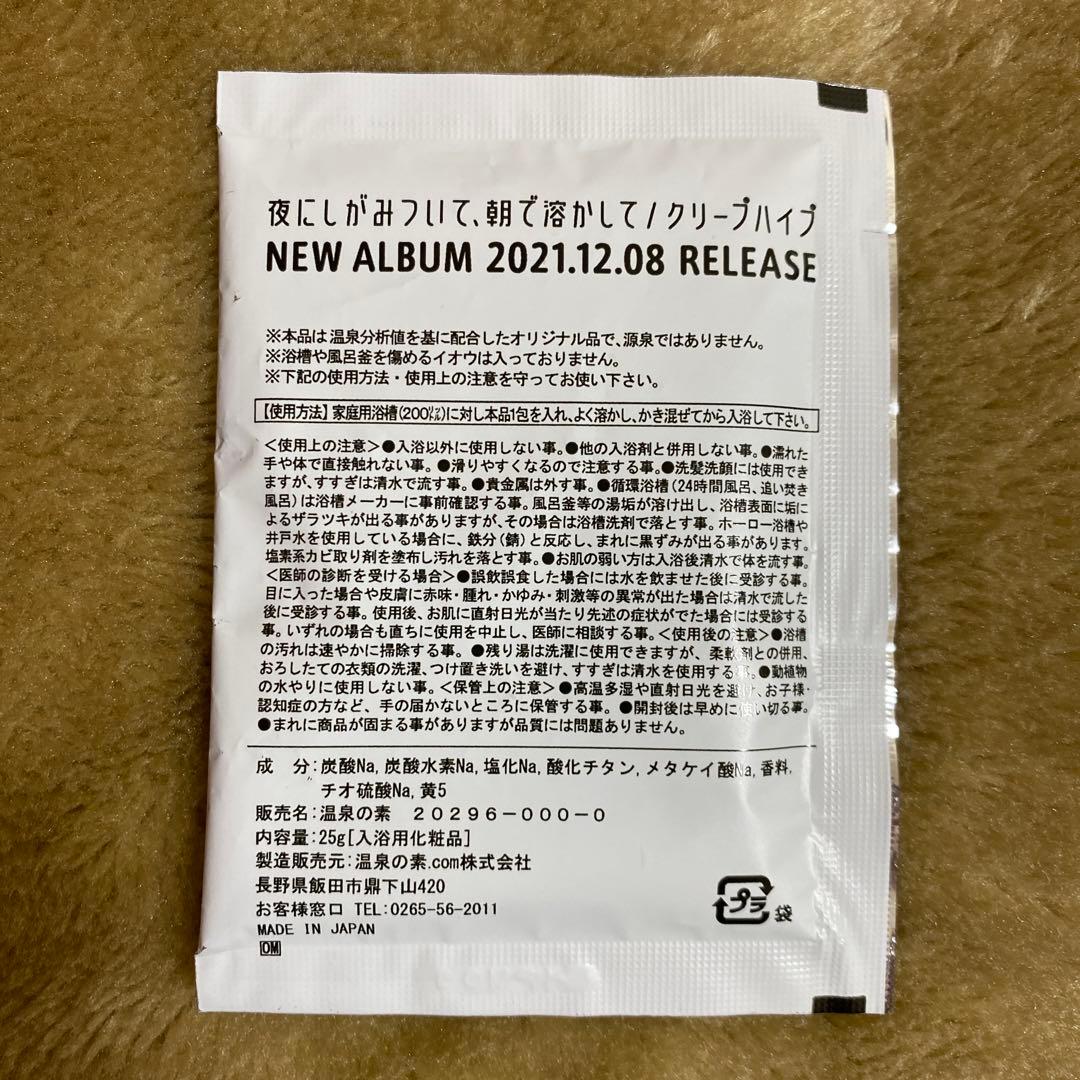 夜にしがみついて、朝で溶かして/クリープハイプ
NEW ALBUM 2021.12.08 RELEASE
※本品は温泉分析値を基に配合したオリジナル品で、源泉ではありません。
※浴槽や風呂釜を傷めるイオウは入っておりません。
※下記の使用方法・使用上の注意を守ってお使い下さい。
【使用方法】家庭用浴槽(200㍑)に対し本品1包を入れ、よく溶かし、かき混ぜてから入浴して下さい。
<使用上の注意>●入浴以外に使用しない事。●他の入浴剤と併用しない事。●濡れた
手や体で直接触れない事。●滑りやすくなるので注意する事。●洗髪洗顔には使用でき
ますが、すすぎは清水で流す事。●貴金属は外す事。●循環浴槽(24時間風呂、追い焚き
風呂)は浴槽メーカーに事前確認する事。風呂釜等の湯垢が溶け出し、浴槽表面に垢に
よるザラツキが出る事がありますが、その場合は浴槽洗剤で落とす事。ホーロー浴槽や
井戸水を使用している場合に、鉄分(錆)と反応し、まれに黒ずみが出る事があります。
塩素系カビ取り剤を塗布し汚れを落とす事。●お肌の弱い方は入浴後清水で体を流す事。
<医師の診断を受ける場合>●誤飲誤食した場合には水を飲ませた後に受診する事。
目に入った場合や皮膚に赤味・腫れ・かゆみ・刺激等の異常が出た場合は清水で流した
後に受診する事。使用後、お肌に直射日光が当たり先述の症状がでた場合には受診する
事。いずれの場合も直ちに使用を中止し、医師に相談する事。<使用後の注意>●浴槽
の汚れは速やかに掃除する事。●残り湯は洗濯に使用できますが、柔軟剤との併用、
おろしたての衣類の洗濯、つけ置き洗いを避け、すすぎは清水を使用する事。●動植物
の水やりに使用しない事。<保管上の注意>●高温多湿や直射日光を避け、お子様・
認知症の方など、手の届かないところに保管する事。●開封後は早めに使い切る事。
●まれに商品が固まる事がありますが品質には問題ありません。
成 分:炭酸Na,炭酸水素Na,塩化Na,酸化チタン,メタケイ酸Na,香料,
チオ硫酸Na,黄5
販売名:温泉の素 20296-000-0
内容量:25g[入浴用化粧品]
製造販売元:温泉の素.com株式会社
長野県飯田市鼎下山420
お客様窓口 TEL:0265-56-2011
MADE IN JAPAN
OM
プラ 袋